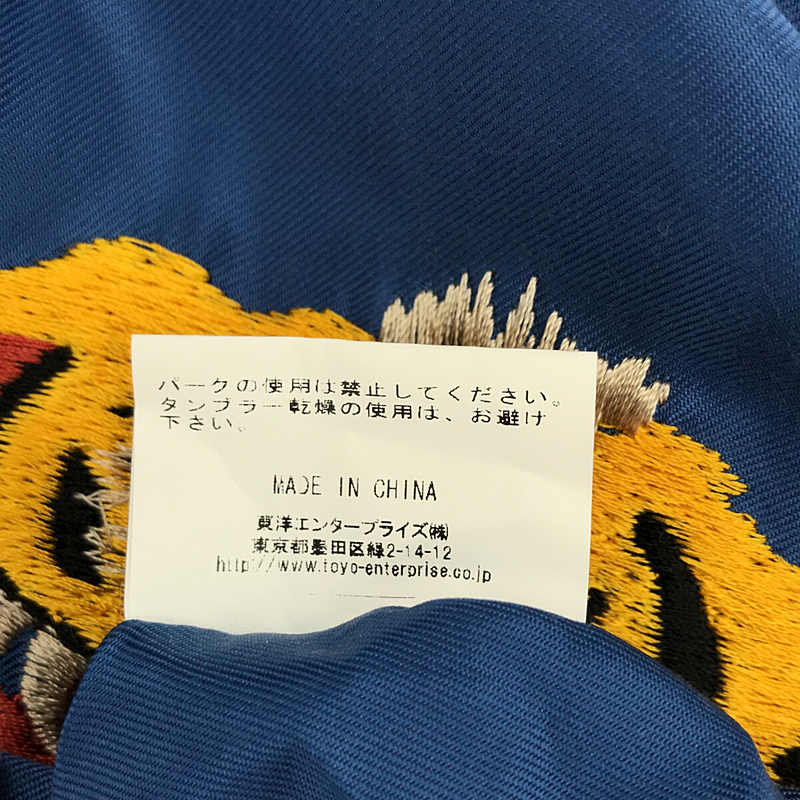 パークの使用は禁止してください。
タンブラー乾燥の使用は、お避け
下さい。
MADE IN CHINA
東洋エンタープライズ㈱
東京都墨田区緑2-14-12
http://www.toyo-enterprise.co.jp